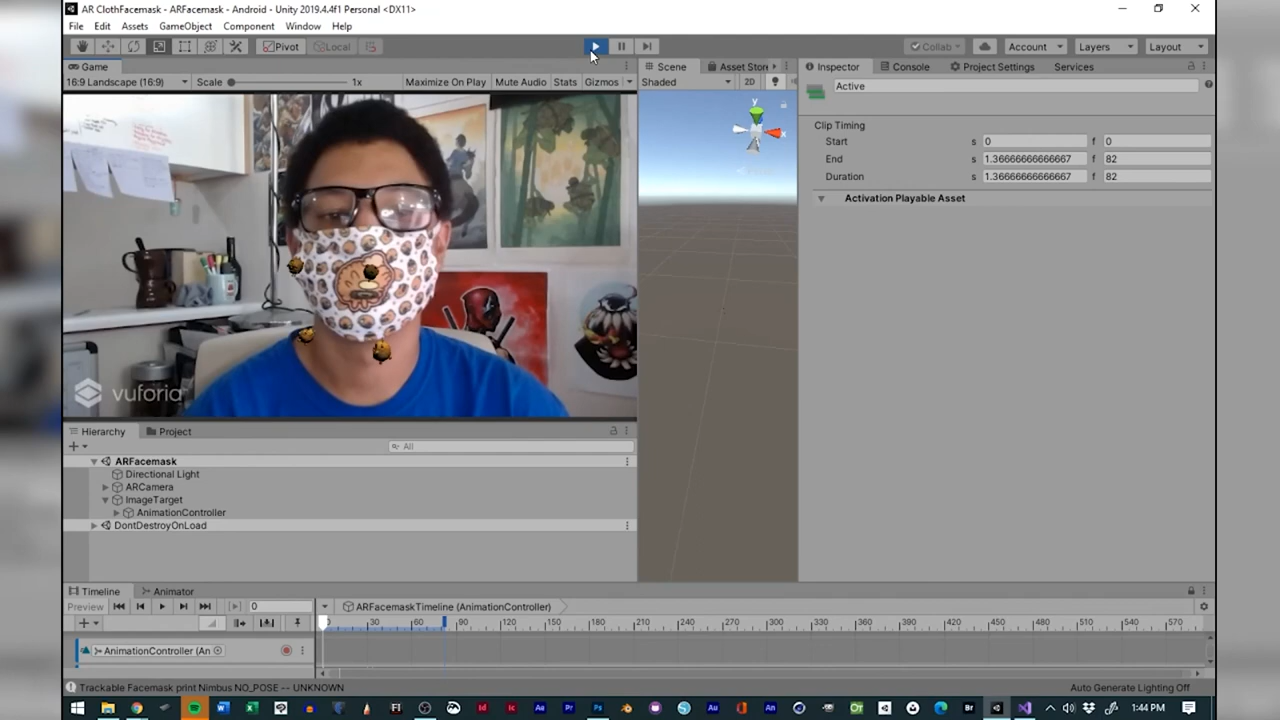 AR ClothFacemask - ARFacemask - Android - Unity 2019.4.4f1 Personal <DX11>
File Edit Assets GameObject Component Window Help
Pivot Local Collab Account Layers Layout
Game Scene Asset Store Inspector Console Project Settings Services
16:9 Landscape (16:9) Scale 1x Maximize On Play Mute Audio Stats Gizmos Shaded 2D
Active
Clip Timing
Start s 0 f 0
End s 1.36666666666667 f 82
Duration s 1.36666666666667 f 82
Activation Playable Asset
y
x
vuforia
Hierarchy Project
All
ARFacemask
Directional Light
ARCamera
ImageTarget
AnimationController
DontDestroyOnLoad
Timeline Animator
Preview 0 ARFacemaskTimeline (AnimationController)
0 30 60 90 120 150 180 210 240 270 300 330 360 390 420 450 480 510 540 570
AnimationController (An
Trackable Facemask print Nimbus NO_POSE -- UNKNOWN Auto Generate Lighting Off
1:44 PM